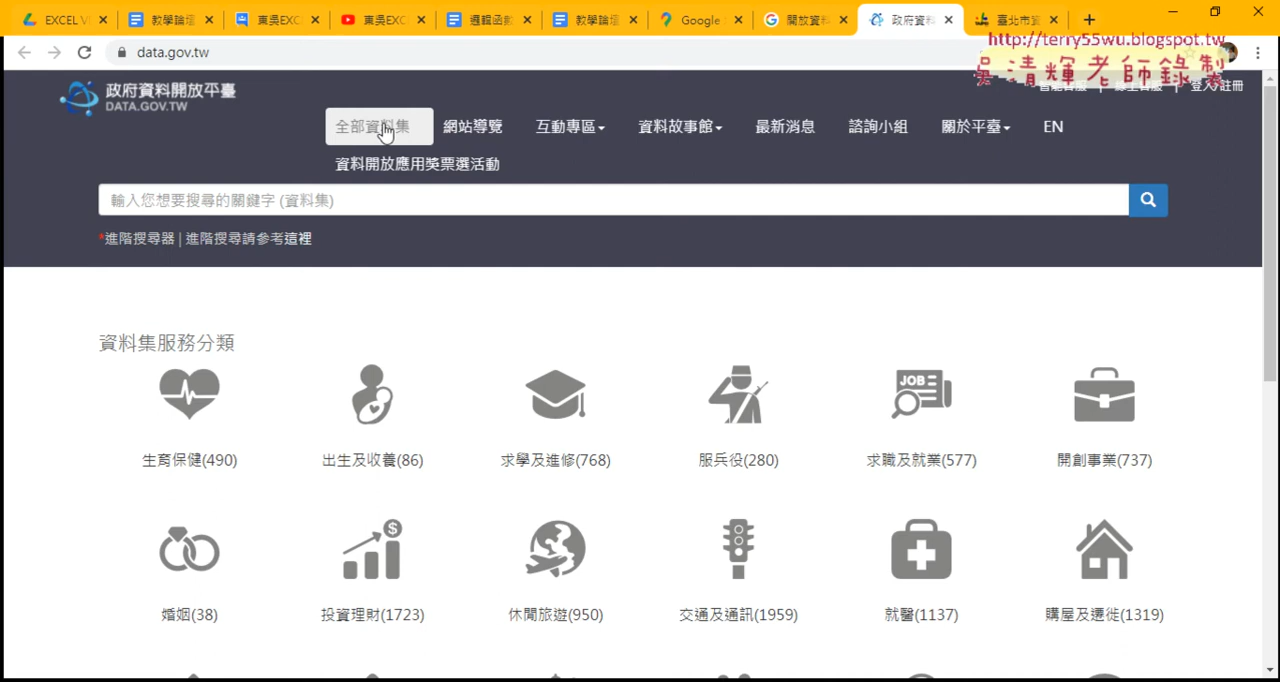 EXCEL VI
教學論壇
東吳EXC
東吳EXC
邏輯函數
教學論壇
Google
開放資料
政府資料
臺北市資
data.gov.tw
http://terry55wu.blogspot.tw
吳清輝老師錄製
政府資料開放平臺
DATA.GOV.TW
智能客服 | 線上客服 | 登入/註冊
全部資料集
網站導覽
互動專區
資料故事館
最新消息
諮詢小組
關於平臺
EN
資料開放應用獎票選活動
輸入您想要搜尋的關鍵字 (資料集)
*進階搜尋器 | 進階搜尋請參考這裡
資料集服務分類
JOB
生育保健(490)
出生及收養(86)
求學及進修(768)
服兵役(280)
求職及就業(577)
開創事業(737)
$
婚姻(38)
投資理財(1723)
休閒旅遊(950)
交通及通訊(1959)
就醫(1137)
購屋及遷徙(1319)